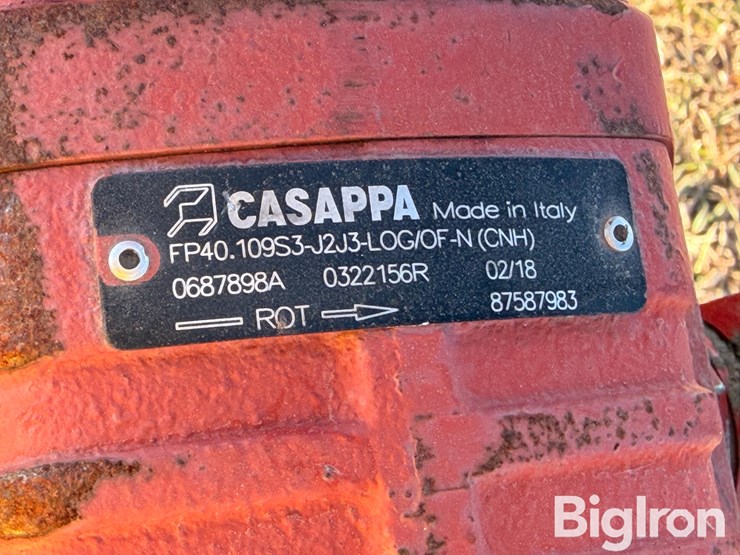 CASAPPA Made in Italy
FP40.109S3-J2J3-LOG/OF-N (CNH)
0687898A 0322156R 02/18
ROT 87587983
BigIron